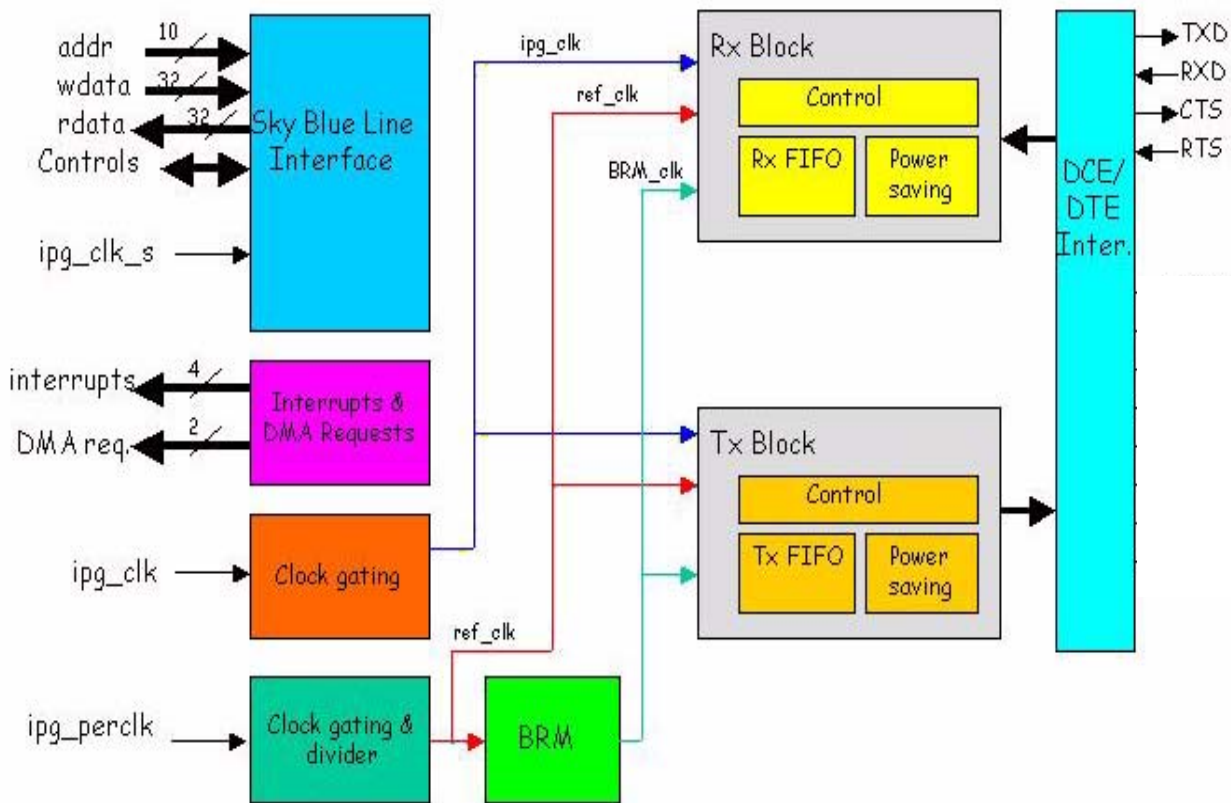 addr
10
wdata
32
rdata
32
Controls
ipg_clk_s
Sky Blue Line
Interface
interrupts
4
DMA req.
2
Interrupts &
DMA Requests
ipg_clk
Clock gating
ipg_perclk
Clock gating &
divider
ref_clk
BRM
ipg_clk
ref_clk
BRM_clk
Rx Block
Control
Rx FIFO
Power
saving
Tx Block
Control
Tx FIFO
Power
saving
DCE/
DTE
Inter.
TXD
RXD
CTS
RTS